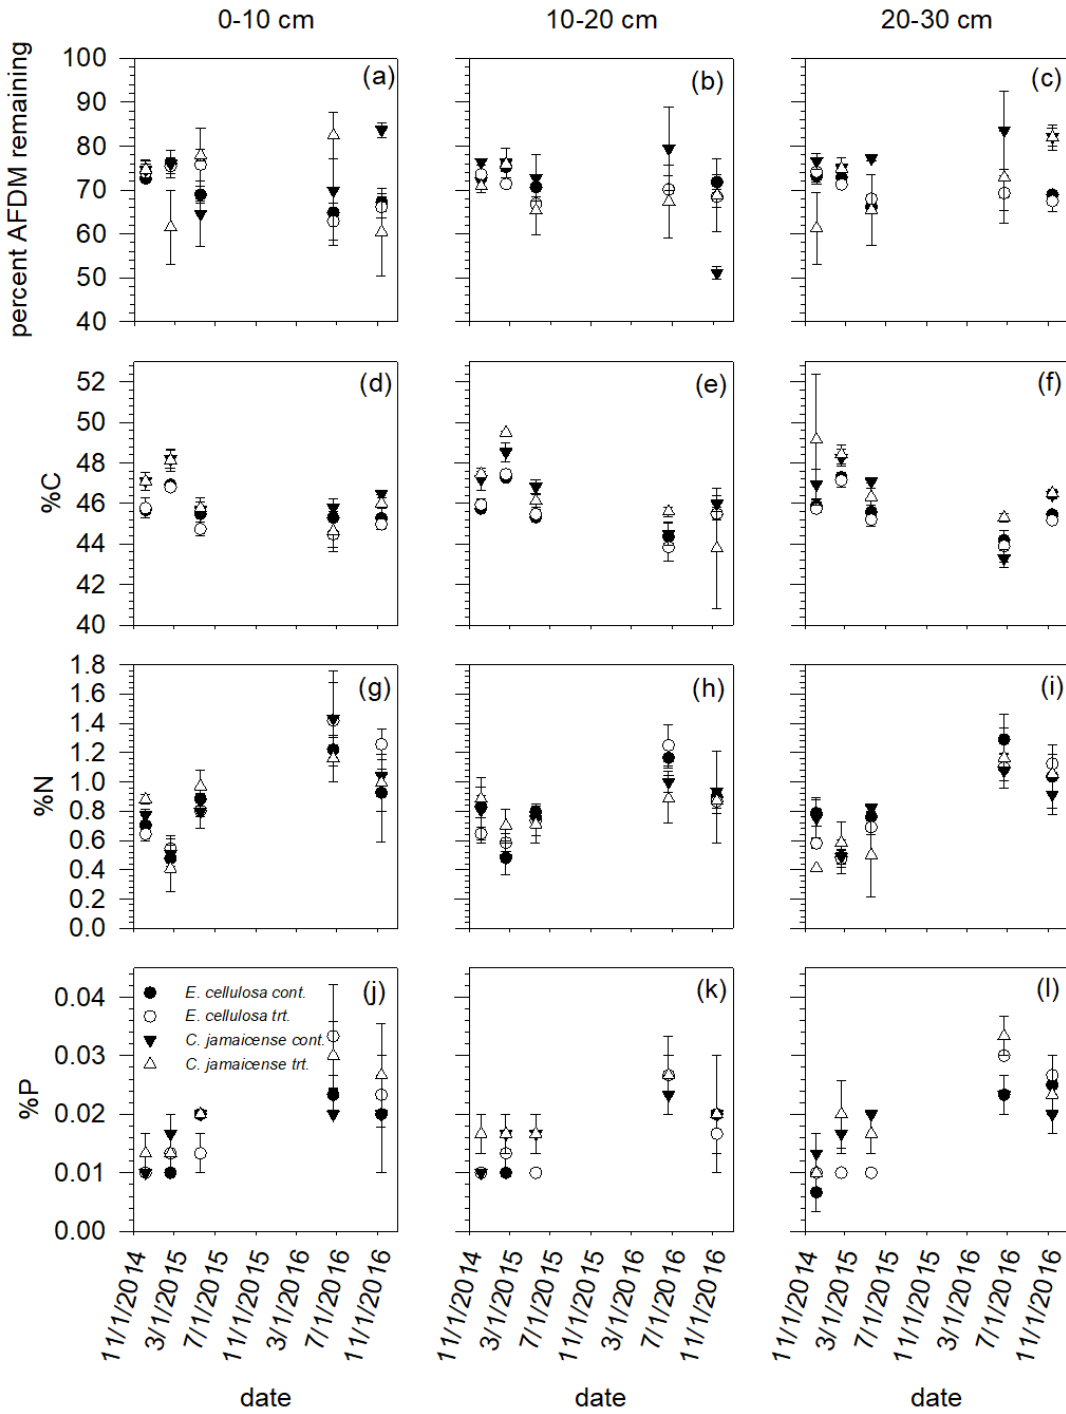 0-10 cm
10-20 cm
20-30 cm
percent AFDM remaining
100
90
80
70
60
50
40
(a)
(b)
(c)
%C
52
50
48
46
44
42
40
(d)
(e)
(f)
%N
1.8
1.6
1.4
1.2
1.0
0.8
0.6
0.4
0.2
0.0
(g)
(h)
(i)
%P
0.04
0.03
0.02
0.01
0.00
E. cellulosa cont.
E. cellulosa trt.
C. jamaicense cont.
C. jamaicense trt.
(j)
(k)
(l)
11/1/2014
3/1/2015
7/1/2015
11/1/2015
3/1/2016
7/1/2016
11/1/2016
11/1/2014
3/1/2015
7/1/2015
11/1/2015
3/1/2016
7/1/2016
11/1/2016
11/1/2014
3/1/2015
7/1/2015
11/1/2015
3/1/2016
7/1/2016
11/1/2016
date
date
date